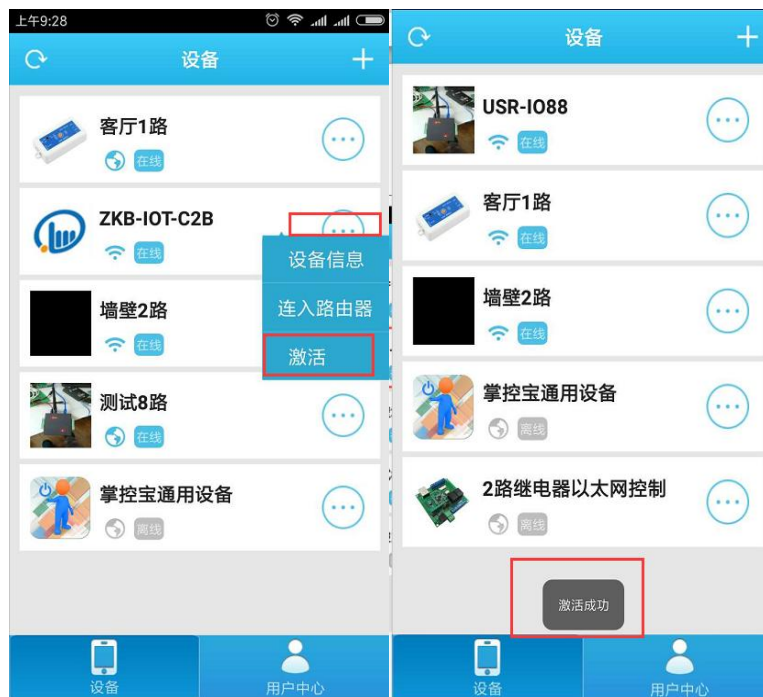 上午9:28
设备
客厅1路
在线
ZKB-IOT-C2B
在线
设备信息
连入路由器
激活
墙壁2路
在线
测试8路
在线
掌控宝通用设备
离线
设备
用户中心
设备
USR-IO88
在线
客厅1路
在线
墙壁2路
在线
掌控宝通用设备
离线
2路继电器以太网控制
离线
激活成功
设备
用户中心